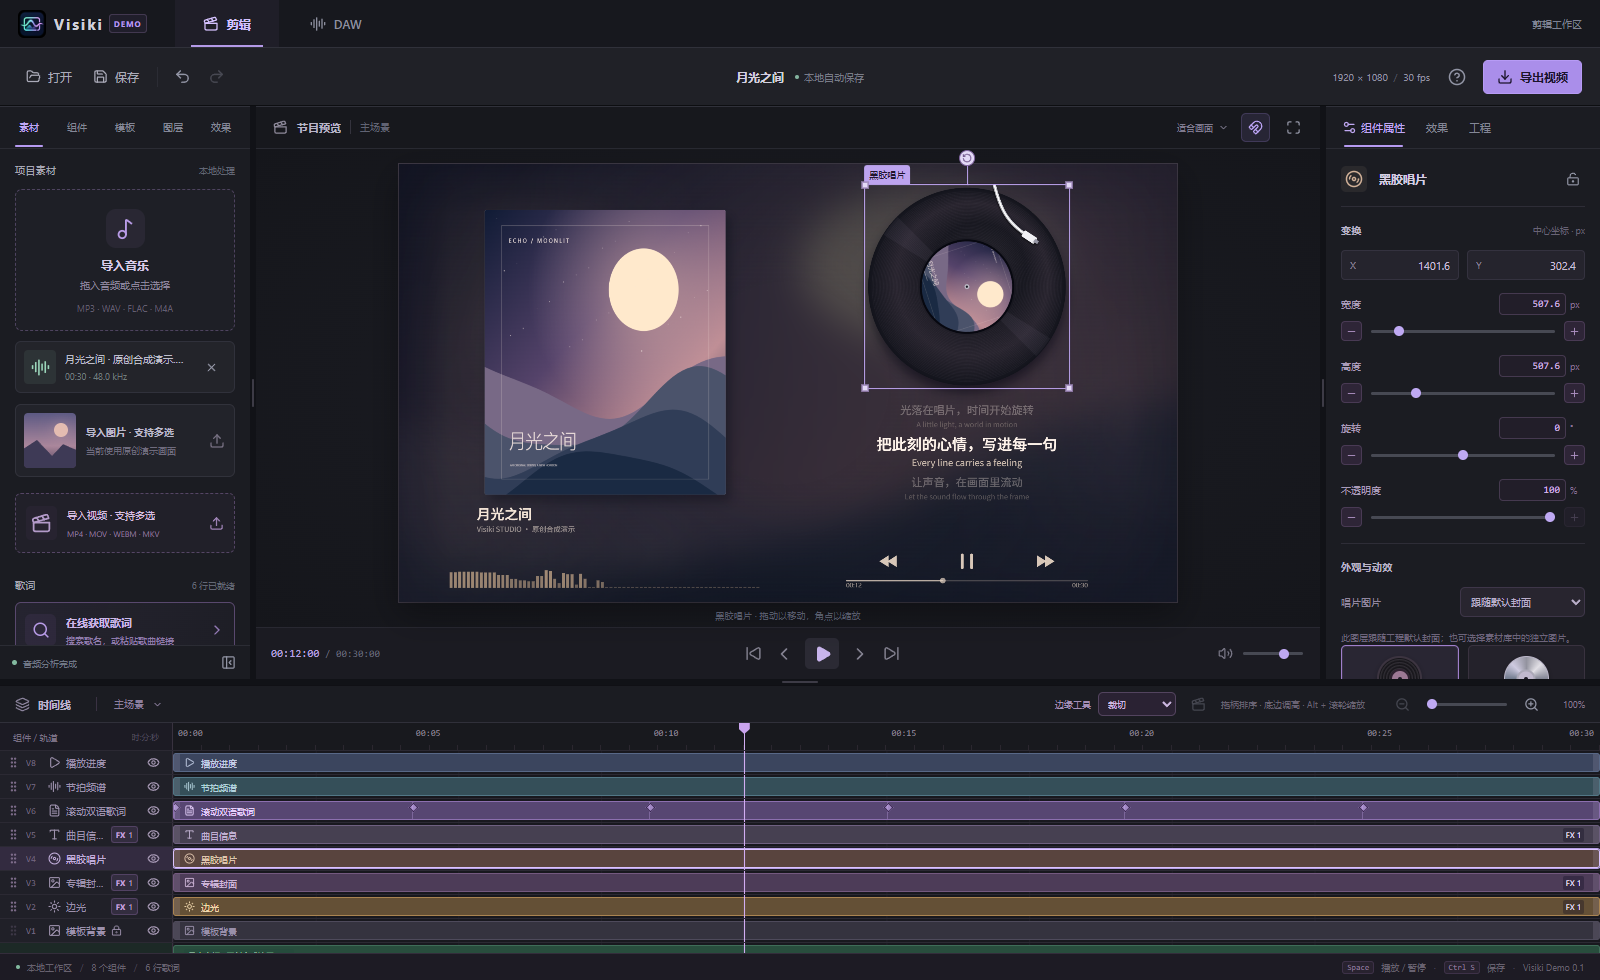 Visiki DEMO 剪辑 DAW 剪辑工作区
打开 保存 月光之间 本地自动保存 1920 × 1080 / 30 fps 导出视频
素材 组件 模板 图层 效果
项目素材 本地处理
导入音乐
拖入音频或点击选择
MP3 · WAV · FLAC · M4A
月光之间 · 原创合成演示...
00:30 · 48.0 kHz
导入图片 · 支持多选
当前使用原创演示画面
导入视频 · 支持多选
MP4 · MOV · WEBM · MKV
歌词 6 行已就绪
在线获取歌词
搜索歌名，或粘贴歌曲链接
音频分析完成
节目预览 主场景 适合画面
黑胶唱片
ECHO / MOONLIT
月光之间
月光之间
Visiki STUDIO · 原创合成演示
光落在唱片，时间开始旋转
A little light, a world in motion
把此刻的心情，写进每一句
Every line carries a feeling
让声音，在画面里流动
Let the sound flow through the frame
00:12 00:30
黑胶唱片 · 拖动以移动，角点以缩放
00:12:00 / 00:30:00
组件属性 效果 工程
黑胶唱片
变换 中心坐标 · px
X 1401.6 Y 302.4
宽度 507.6 px
高度 507.6 px
旋转 0 °
不透明度 100 %
外观与动效
唱片图片 跟随默认封面
此图层跟随工程默认封面；也可选择素材库中的独立图片。
时间线 主场景 边缘工具 裁切 拖柄排序 · 底边调高 · Alt + 滚轮缩放 100%
组件 / 轨道 时:分:秒 00:00 00:05 00:10 00:15 00:20 00:25 00:30
V8 播放进度 播放进度
V7 节拍频谱 节拍频谱
V6 滚动双语歌词 滚动双语歌词
V5 曲目信... FX 1 曲目信息 FX 1
V4 黑胶唱片 黑胶唱片
V3 专辑封... FX 1 专辑封面 FX 1
V2 边光 FX 1 边光 FX 1
V1 模板背景 模板背景
本地工作区 / 8 个组件 / 6 行歌词 Space 播放 / 暂停 · Ctrl S 保存 · Visiki Demo 0.1